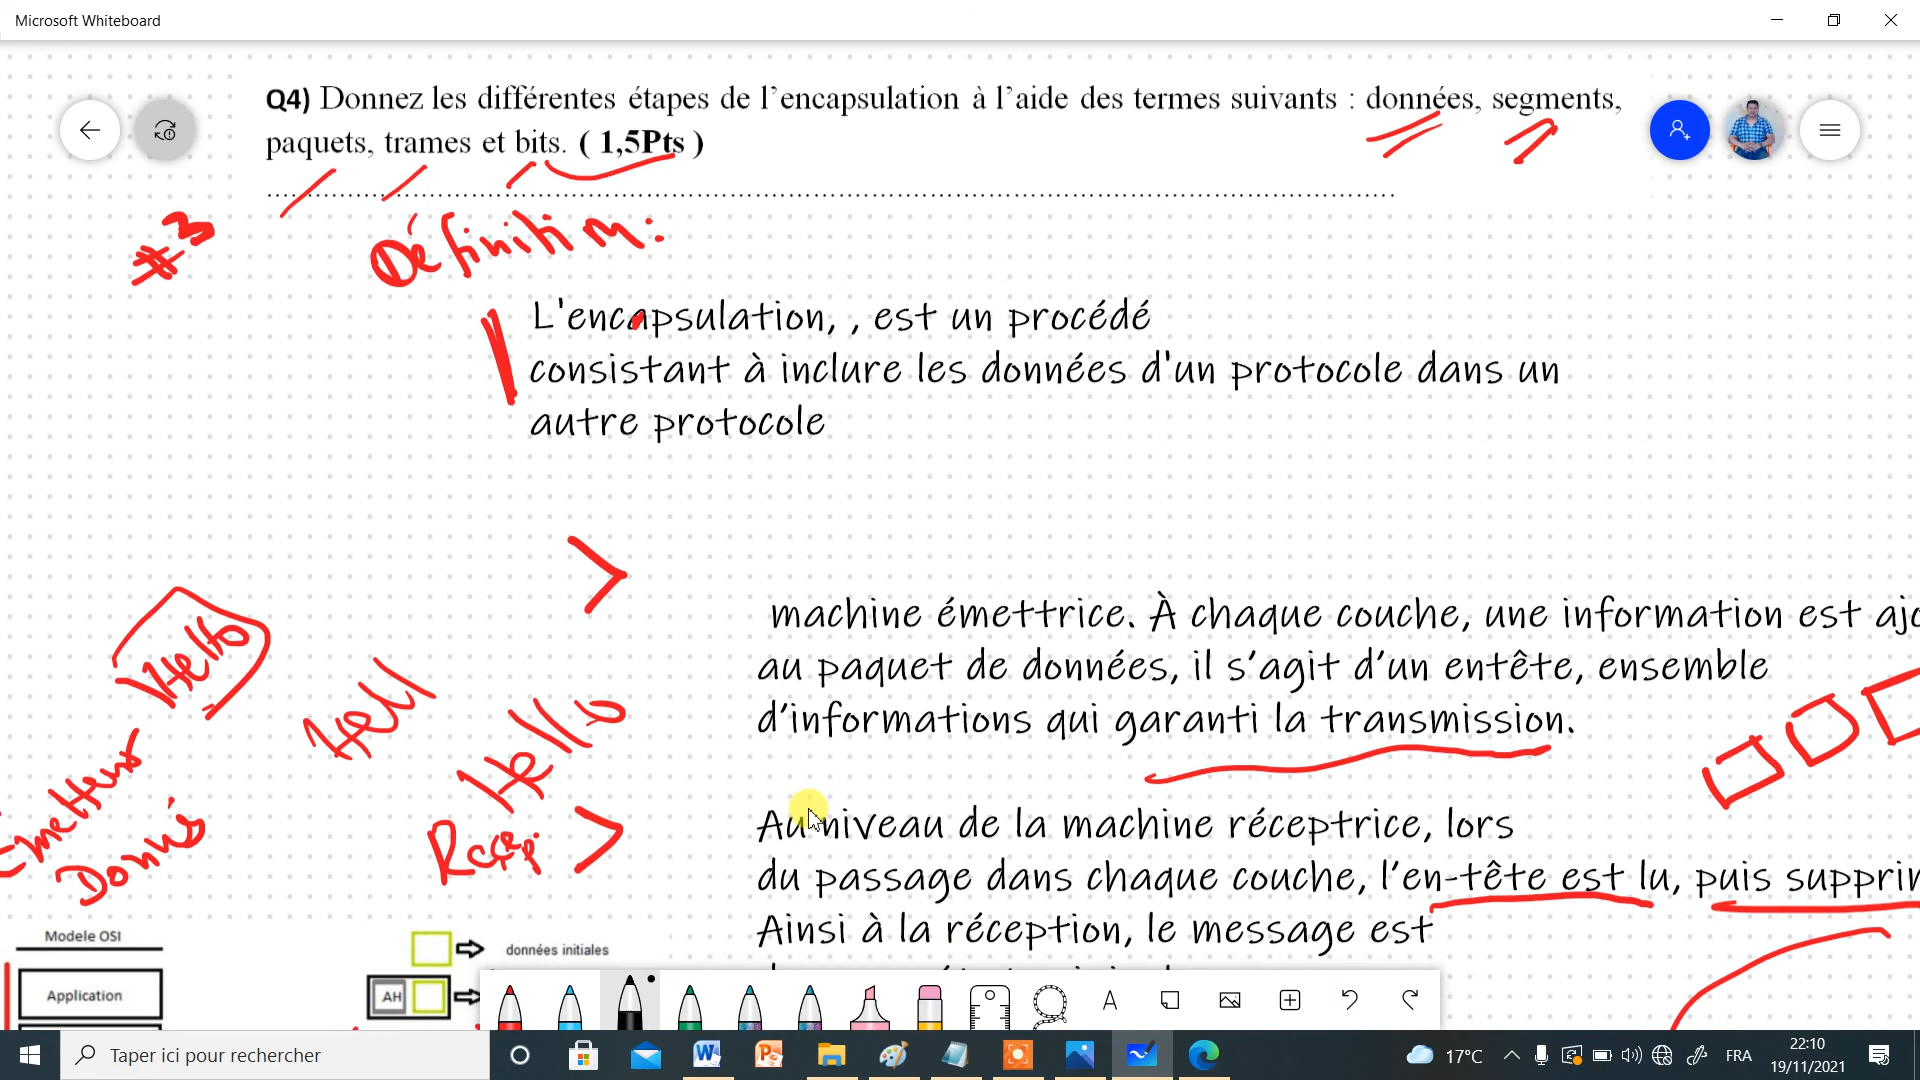 Microsoft Whiteboard
Q4) Donnez les différentes étapes de l'encapsulation à l'aide des termes suivants : données, segments,
paquets, trames et bits. ( 1,5Pts )
#3
Définition:
L'encapsulation, , est un procédé
consistant à inclure les données d'un protocole dans un
autre protocole
machine émettrice. À chaque couche, une information est ajo
au paquet de données, il s'agit d'un entête, ensemble
d'informations qui garanti la transmission.
Hello
Hell
Hello
Emetteur
Donnés
Au niveau de la machine réceptrice, lors
du passage dans chaque couche, l'en-tête est lu, puis supprin
Ainsi à la réception, le message est
Modele OSI
données initiales
Application
AH
Taper ici pour rechercher
17°C
FRA
22:10
19/11/2021